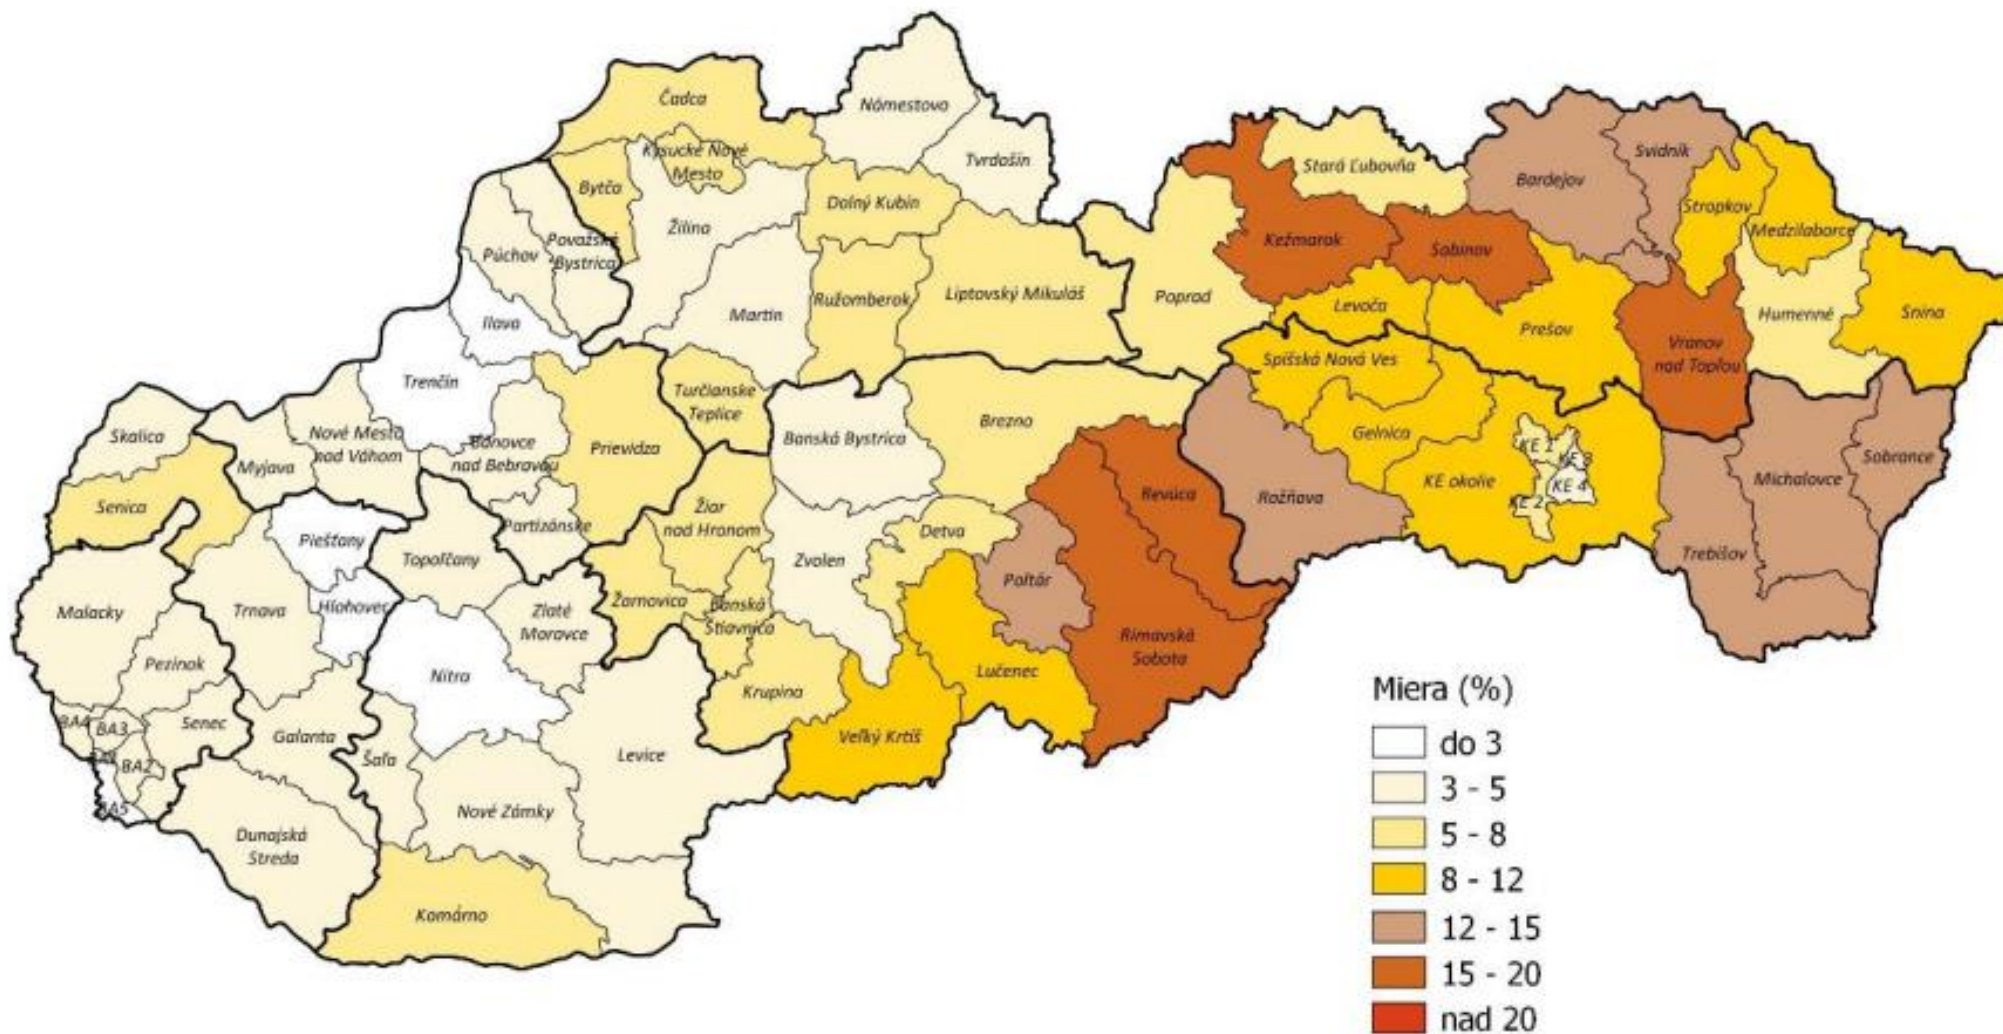 Čadca
Námestovo
Tvrdošín
Kysucké Nové
Mesto
Bytča
Žilina
Dolný Kubín
Stará Ľubovňa
Bardejov
Svidník
Stropkov
Medzilaborce
Púchov
Považská
Bystrica
Ilava
Martin
Ružomberok
Liptovský Mikuláš
Poprad
Kežmarok
Sabinov
Levoča
Prešov
Vranov
nad Topľou
Humenné
Snina
Trenčín
Turčianske
Teplice
Spišská Nová Ves
Skalica
Myjava
Nové Mesto
nad Váhom
Bánovce
nad Bebravou
Prievidza
Banská Bystrica
Brezno
Gelnica
KE okolie
KE 1
KE 3
KE 4
KE 2
Michalovce
Sobrance
Senica
Piešťany
Topoľčany
Partizánske
Žiar
nad Hronom
Zvolen
Detva
Poltár
Revúca
Rožňava
Trebišov
Malacky
Trnava
Hlohovec
Zlaté
Moravce
Žarnovica
Banská
Štiavnica
Rimavská
Sobota
Pezinok
Nitra
Krupina
Lučenec
Senec
Galanta
Šaľa
Levice
Veľký Krtíš
BA4
BA3
BA2
BA5
Nové Zámky
Dunajská
Streda
Komárno
Miera (%)
do 3
3 - 5
5 - 8
8 - 12
12 - 15
15 - 20
nad 20